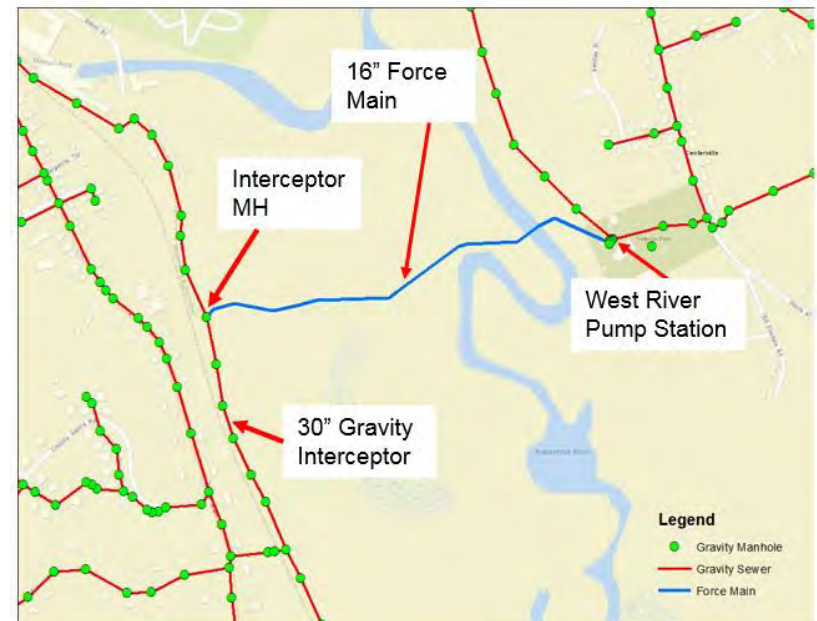 16” Force
Main
Interceptor
MH
West River
Pump Station
30” Gravity
Interceptor
Legend
Gravity Manhole
Gravity Sewer
Force Main